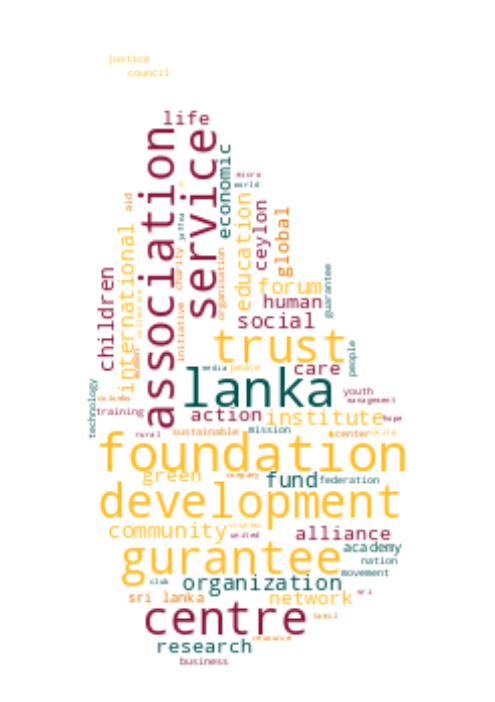 justice
council
life
association
service
economic
micro
world
aid
jaffna
education
ceylon
global
international
charity
organisation
children
initiative
forum
guarantee
human
social
trust
people
media
peace
care
lanka
technology
colombo
training
action
institute
youth
management
hope
rural
sustainable
mission
center
child
foundation
green
company
fund
federation
development
community
studies
united
alliance
gurantee
academy
nation
movement
club
organization
sri lanka
network
sri
centre
tamil
research
resource
business